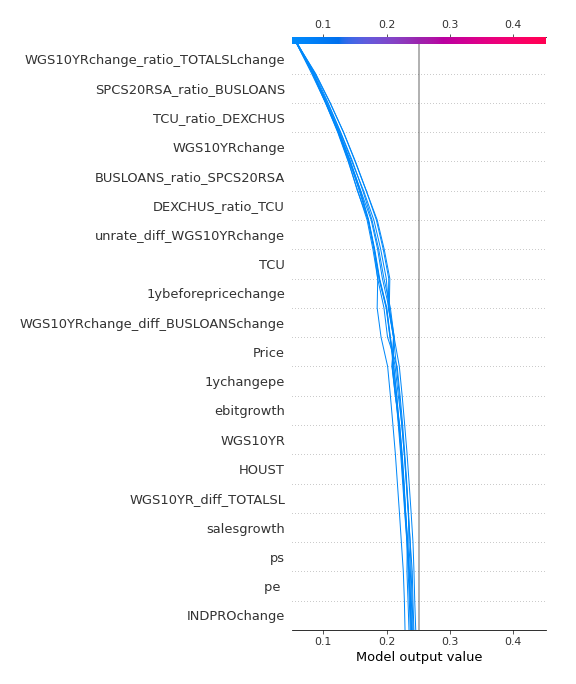 0.1 0.2 0.3 0.4
WGS10YRchange_ratio_TOTALSLchange
SPCS20RSA_ratio_BUSLOANS
TCU_ratio_DEXCHUS
WGS10YRchange
BUSLOANS_ratio_SPCS20RSA
DEXCHUS_ratio_TCU
unrate_diff_WGS10YRchange
TCU
1ybeforepricechange
WGS10YRchange_diff_BUSLOANSchange
Price
1ychangepe
ebitgrowth
WGS10YR
HOUST
WGS10YR_diff_TOTALSL
salesgrowth
ps
pe
INDPROchange
0.1 0.2 0.3 0.4
Model output value